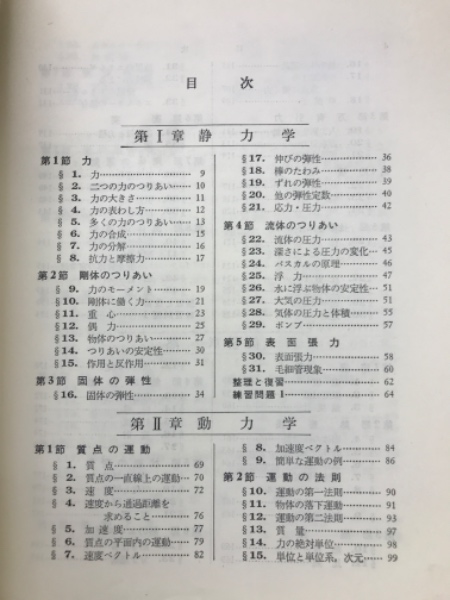 目 次
第Ⅰ章 静力学
第1節 力
§1. 力 9
§2. 二つの力のつりあい 10
§3. 力の大きさ 11
§4. 力の表わし方 12
§5. 多くの力のつりあい 13
§6. 力の合成 15
§7. 力の分解 16
§8. 抗力と摩擦力 17
第2節 剛体のつりあい
§9. 力のモーメント 19
§10. 剛体に働く力 21
§11. 重心 23
§12. 偶力 25
§13. 物体のつりあい 27
§14. つりあいの安定性 30
§15. 作用と反作用 31
第3節 固体の弾性
§16. 固体の弾性 34
§17. 伸びの弾性 36
§18. 棒のたわみ 38
§19. ずれの弾性 39
§20. 他の弾性定数 40
§21. 応力・圧力 42
第4節 流体のつりあい
§22. 流体の圧力 43
§23. 深さによる圧力の変化 45
§24. パスカルの原理 46
§25. 浮力 47
§26. 水に浮ぶ物体の安定性 51
§27. 大気の圧力 51
§28. 気体の圧力と体積 55
§29. ポンプ 57
第5節 表面張力
§30. 表面張力 58
§31. 毛細管現象 60
整理と復習 62
練習問題Ⅰ 64
第Ⅱ章 動力学
第1節 質点の運動
§1. 質点 69
§2. 質点の一直線上の運動 70
§3. 速度 72
§4. 速度から通過距離を
求めること 76
§5. 加速度 77
§6. 質点の平面内の運動 79
§7. 速度ベクトル 82
§8. 加速度ベクトル 84
§9. 簡単な運動の例 86
第2節 運動の法則
§10. 運動の第一法則 90
§11. 物体の落下運動 91
§12. 運動の第二法則 93
§13. 質量 97
§14. 力の絶対単位 98
§15. 単位と単位系,次元 99